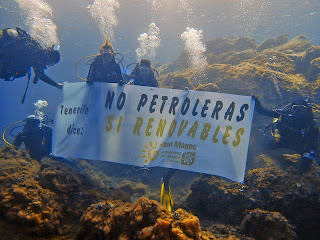 Tenerife
dice:
NO PETROLERAS
SI RENOVABLES